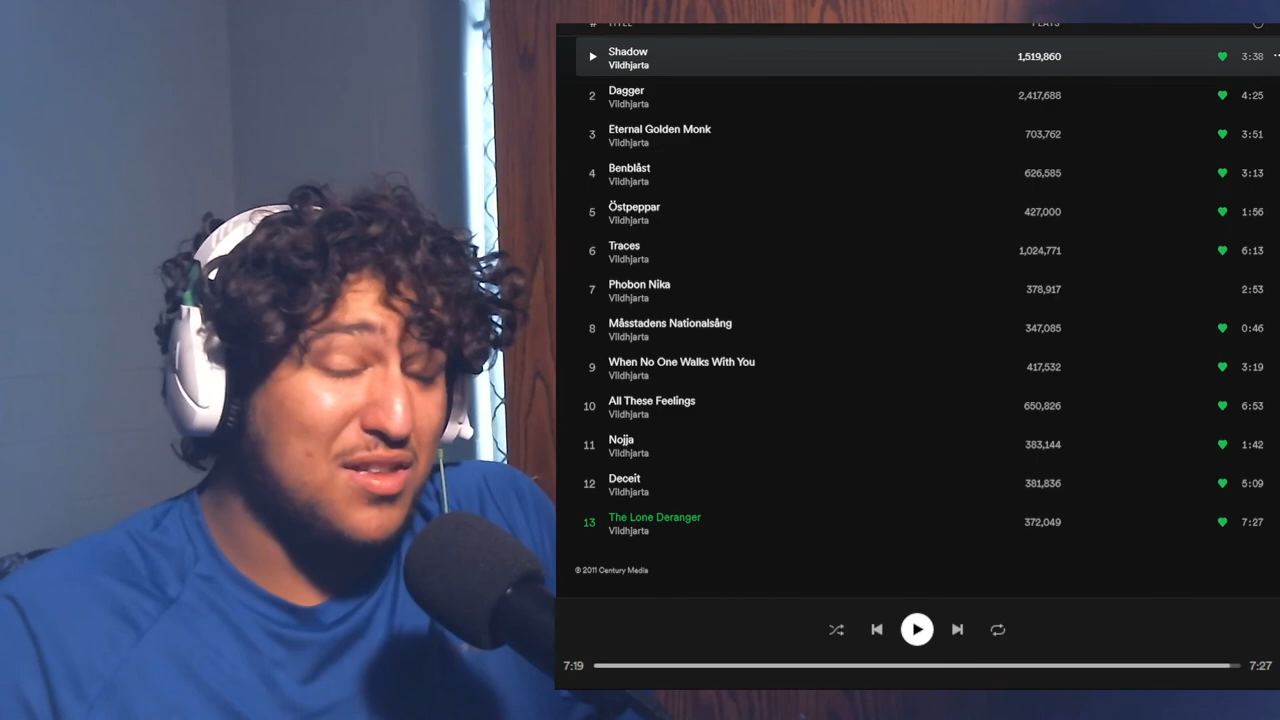 # TITLE PLAYS
Shadow 1,519,860 3:38
Vildhjarta
2 Dagger 2,417,688 4:25
Vildhjarta
3 Eternal Golden Monk 703,762 3:51
Vildhjarta
4 Benblåst 626,585 3:13
Vildhjarta
5 Östpeppar 427,000 1:56
Vildhjarta
6 Traces 1,024,771 6:13
Vildhjarta
7 Phobon Nika 378,917 2:53
Vildhjarta
8 Måsstadens Nationalsång 347,085 0:46
Vildhjarta
9 When No One Walks With You 417,532 3:19
Vildhjarta
10 All These Feelings 650,826 6:53
Vildhjarta
11 Nojja 383,144 1:42
Vildhjarta
12 Deceit 381,836 5:09
Vildhjarta
13 The Lone Deranger 372,049 7:27
Vildhjarta
℗ 2011 Century Media
7:19 7:27